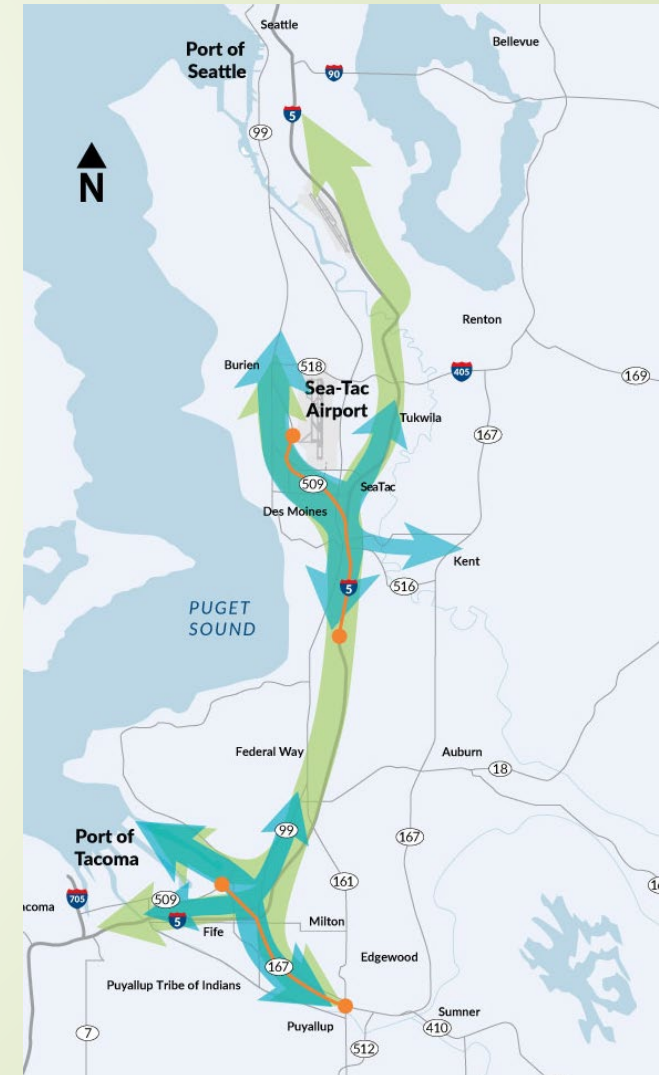 Seattle
Port of
Seattle
Bellevue
90
5
99
N
Renton
Burien
518
405
169
Sea-Tac
Airport
Tukwila
167
509
SeaTac
Des Moines
Kent
516
5
PUGET
SOUND
Federal Way
Auburn
18
99
167
Port of
Tacoma
161
705
acoma
509
5
Fife
Milton
167
Edgewood
Puyallup Tribe of Indians
Puyallup
Sumner
410
7
512